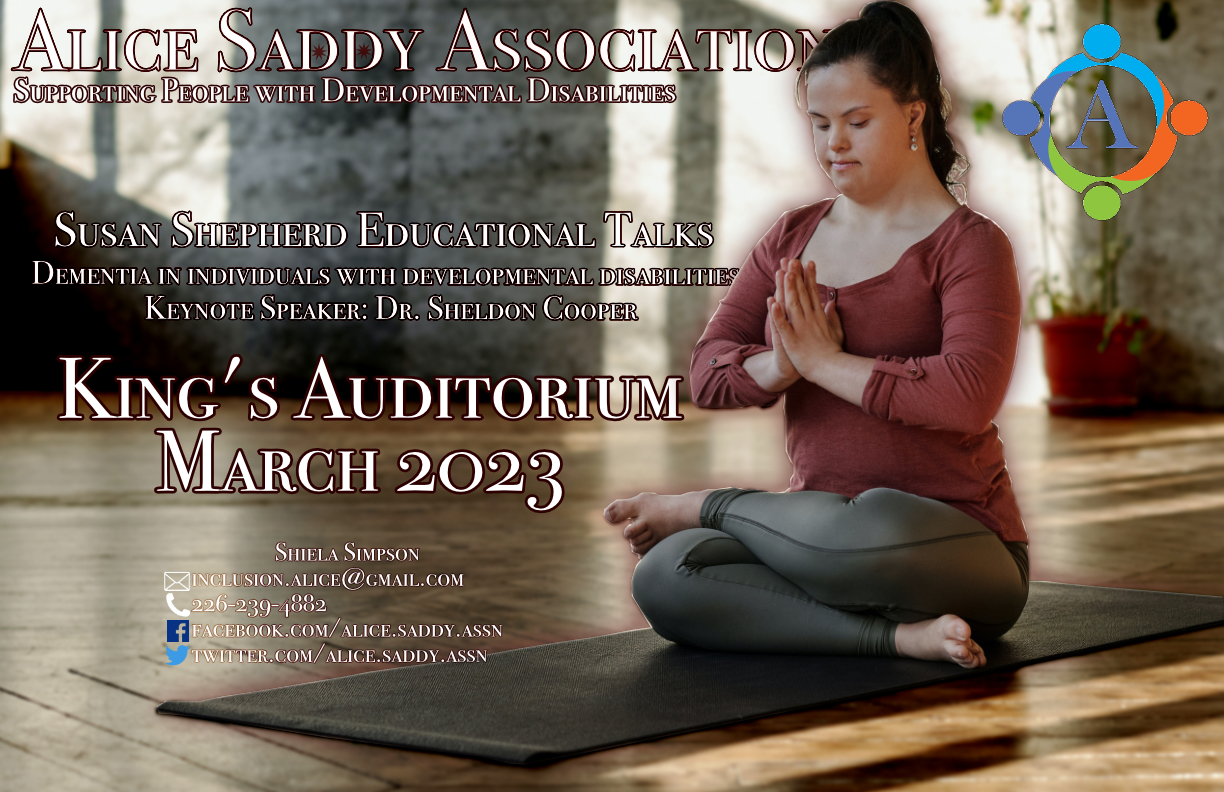 Alice Saddy Association
Supporting People with Developmental Disabilities
A
Susan Shepherd Educational Talks
Dementia in individuals with developmental disabilities
Keynote Speaker: Dr. Sheldon Cooper
King's Auditorium
March 2023
Shiela Simpson
inclusion.alice@gmail.com
226-239-4882
facebook.com/alice.saddy.assn
twitter.com/alice.saddy.assn